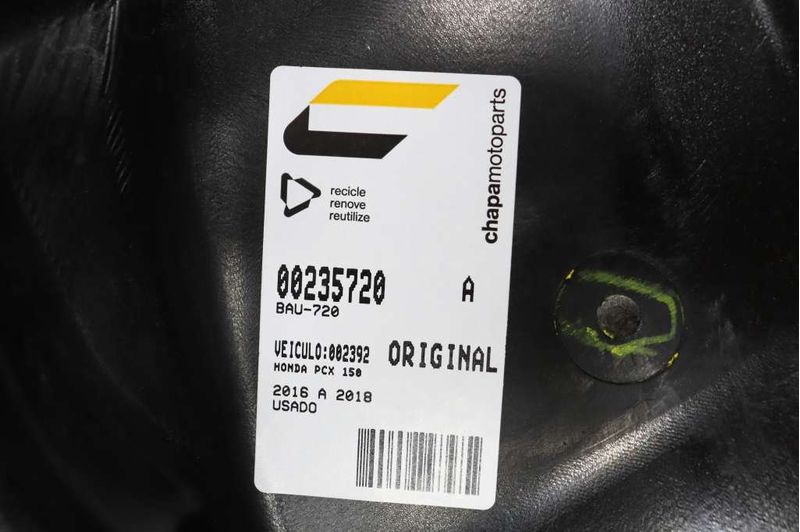 chapamotoparts
recicle
renove
reutilize
00235720 A
BAU-720
VEICULO:002392 ORIGINAL
HONDA PCX 150
2016 A 2018
USADO